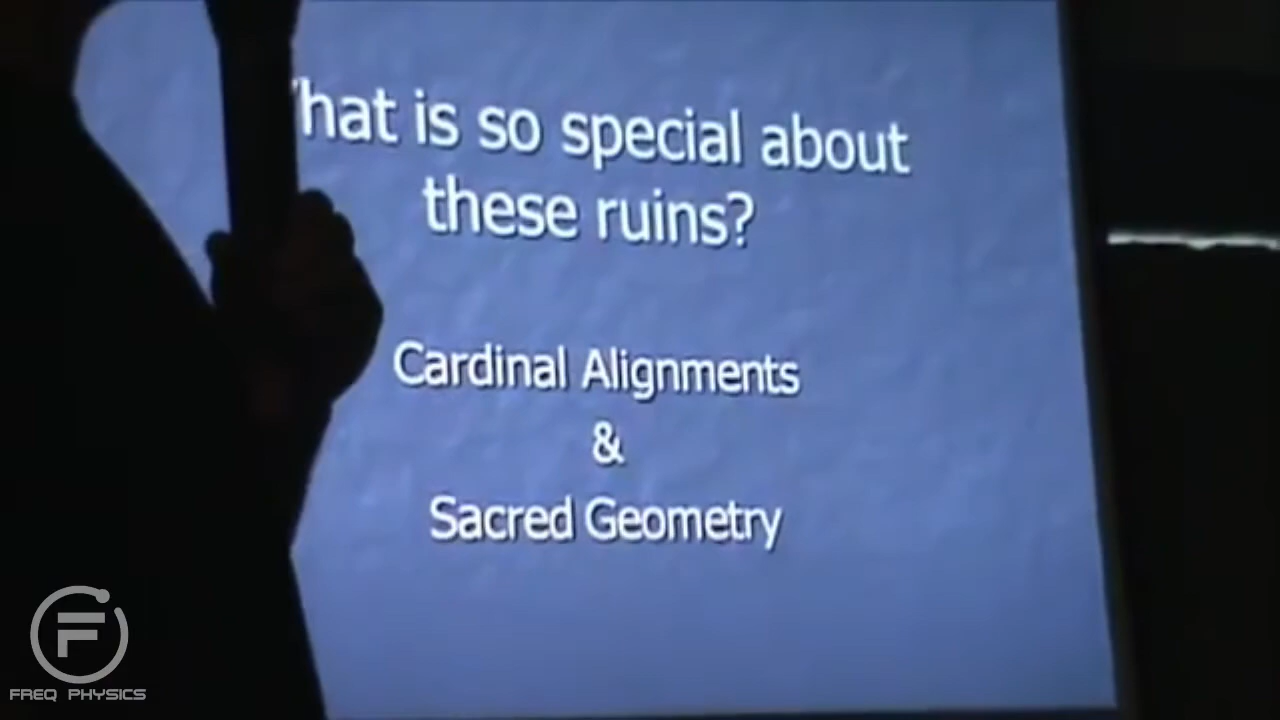 hat is so special about
these ruins?
Cardinal Alignments
&
Sacred Geometry
F
FREQ PHYSICS